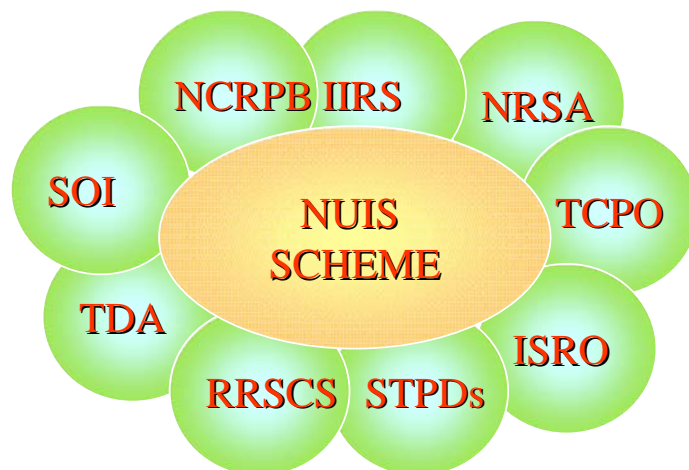 NCRPB
IIRS
NRSA
SOI
NUIS
SCHEME
TCPO
TDA
ISRO
RRSCS
STPDs